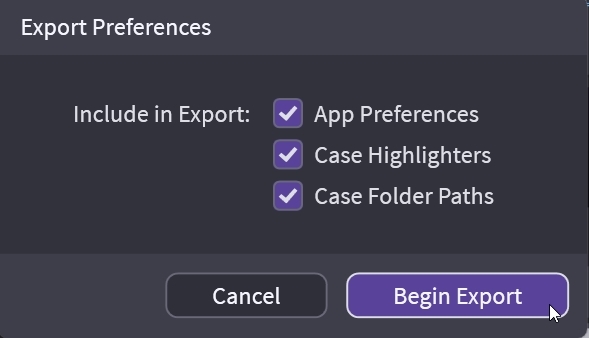 Export Preferences
Include in Export: App Preferences
Case Highlighters
Case Folder Paths
Cancel Begin Export